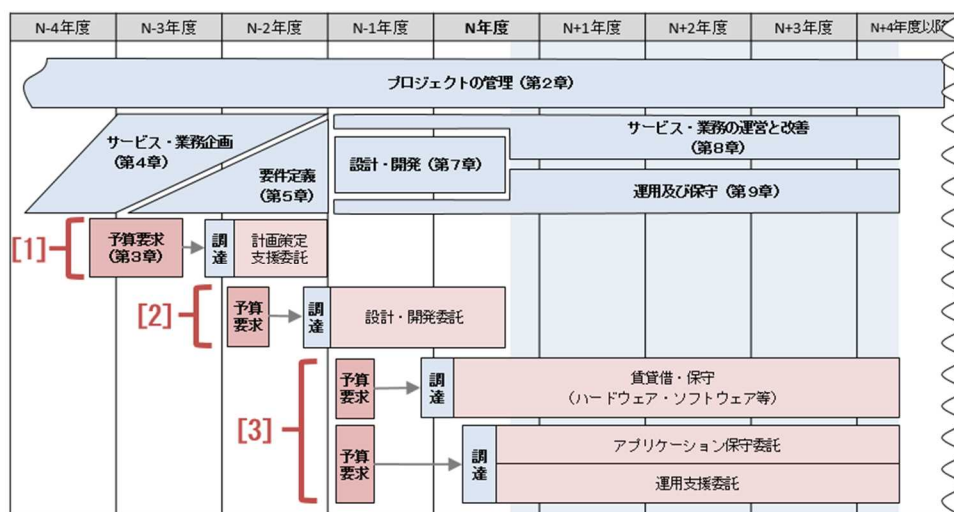 N-4年度
N-3年度
N-2年度
N-1年度
N年度
N+1年度
N+2年度
N+3年度
N+4年度以降
プロジェクトの管理（第2章）
サービス・業務企画
（第4章）
要件定義
（第5章）
設計・開発（第7章）
サービス・業務の運営と改善
（第8章）
運用及び保守（第9章）
[1]
予算要求
（第3章）
調達
計画策定
支援委託
[2]
予算
要求
調達
設計・開発委託
[3]
予算
要求
調達
賃貸借・保守
（ハードウェア・ソフトウェア等）
予算
要求
調達
アプリケーション保守委託
運用支援委託